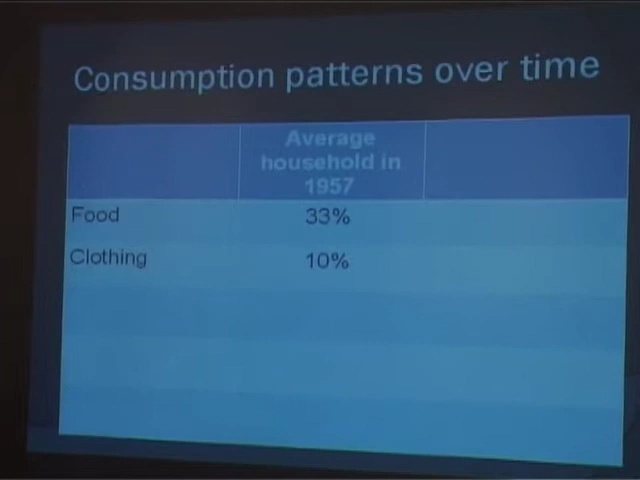 Consumption patterns over time
Average
household in
1957
Food 33%
Clothing 10%